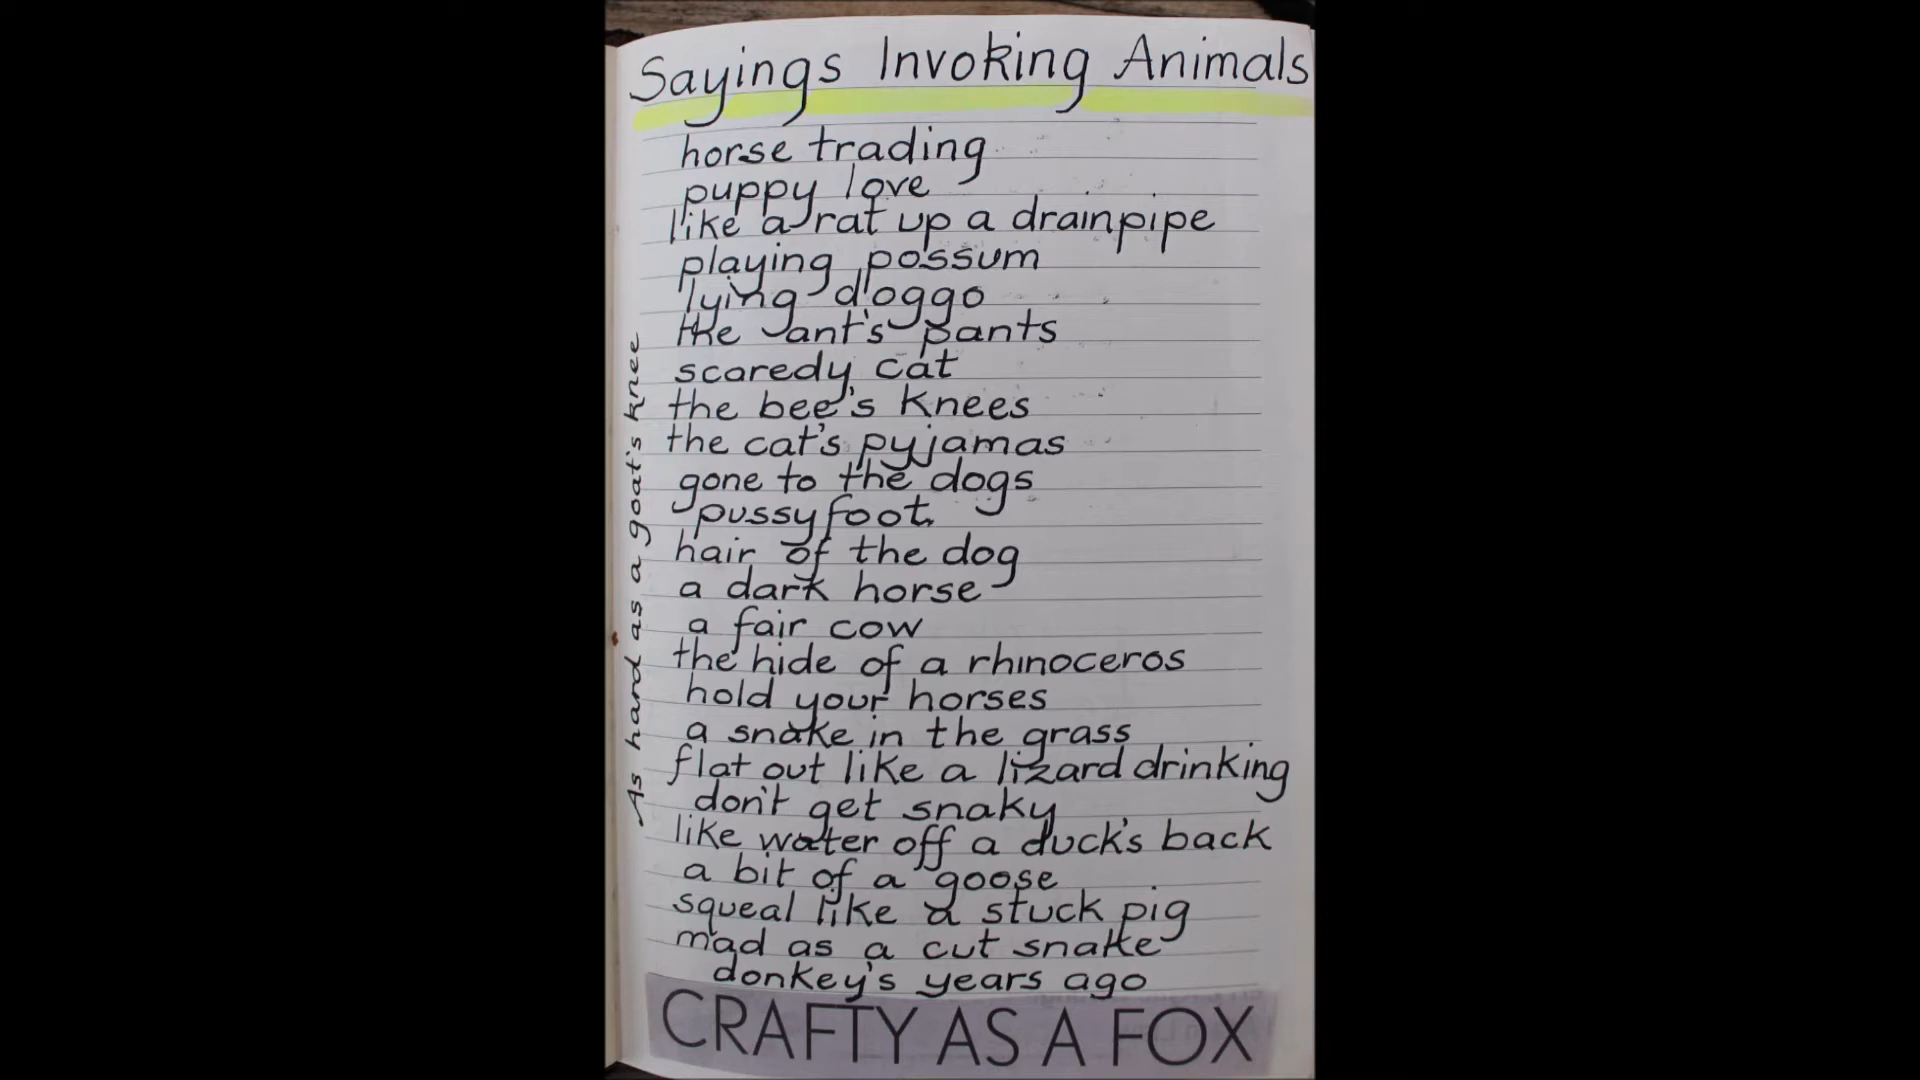 Sayings Invoking Animals
horse trading
puppy love
like a rat up a drainpipe
playing possum
lying doggo
the ant's pants
scaredy cat
the bee's knees
the cat's pyjamas
gone to the dogs
pussyfoot
hair of the dog
a dark horse
a fair cow
the hide of a rhinoceros
hold your horses
a snake in the grass
flat out like a lizard drinking
don't get snaky
like water off a duck's back
a bit of a goose
squeal like a stuck pig
mad as a cut snake
donkey's years ago
CRAFTY AS A FOX
As hard as a goat's knee